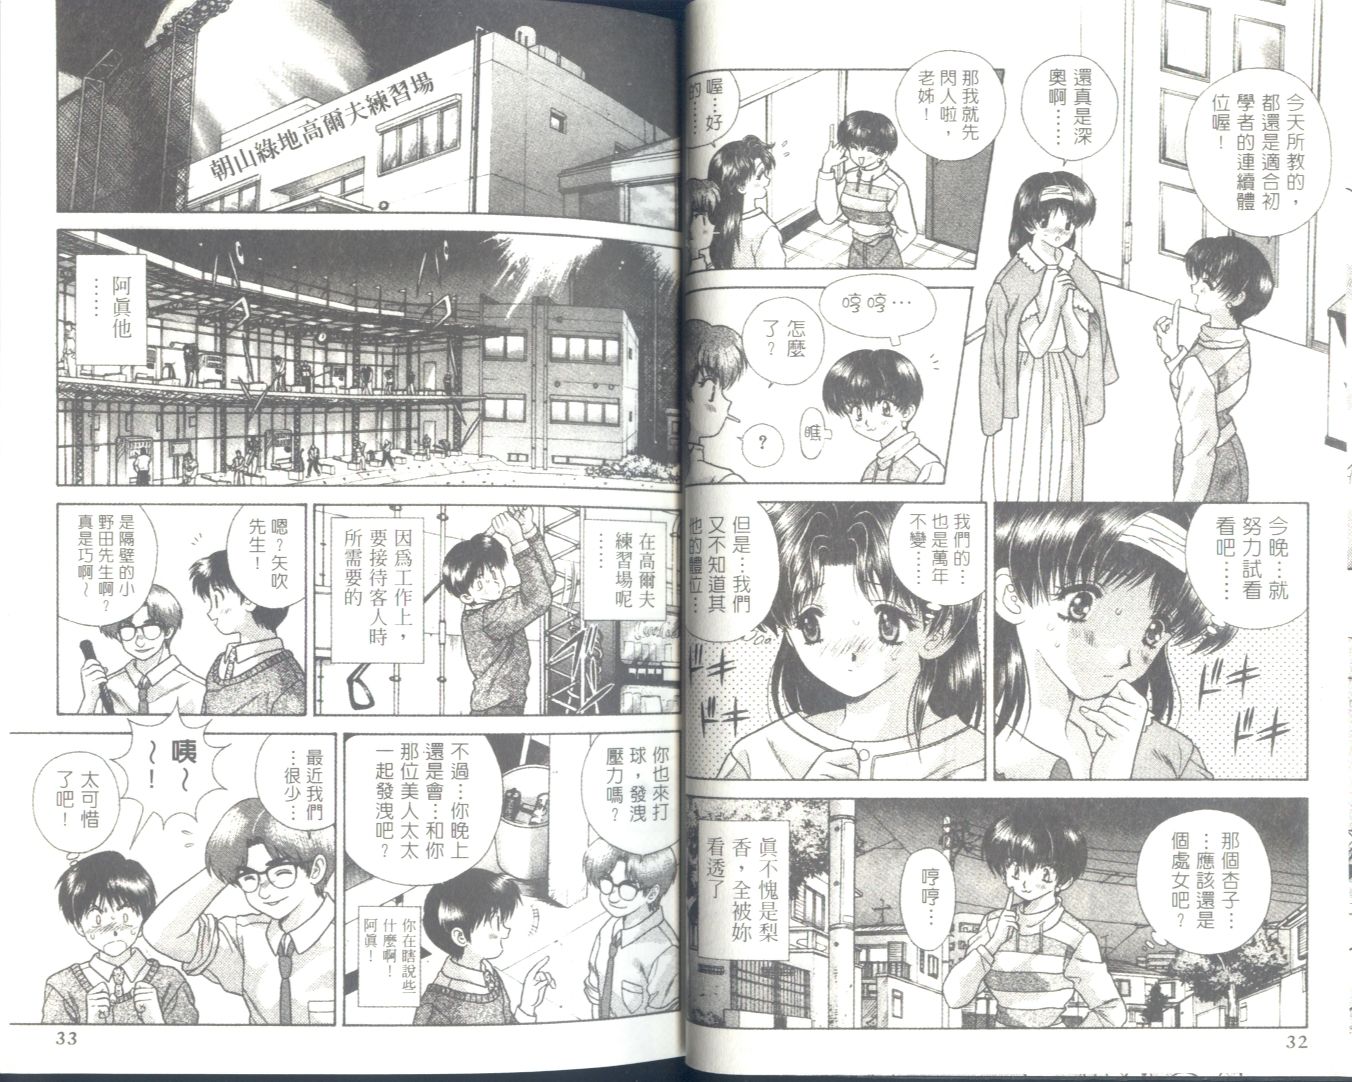 今天所教的，
都還是適合初
學者的連續體
位喔！
還真是深
奧啊………
那我就先
閃人啦，
老姊！
喔…好
的…
哼哼…
怎麼
了？
瞧
？
今晚…就
努力試看
看吧………
我們的…
也是萬年
不變…
但是…我們
又不知道其
他的體位…
ドキ
ドキ
ドキ
ドキ
那個杏子…
…應該還是
個處女吧？
哼哼…
真不愧是梨
香，全被妳
看透了
32
朝山綠地高爾夫練習場
阿真他
……
在高爾夫
練習場呢
……
因為工作上，
要接待客人時
所需要的
嗯？矢吹
先生！
是隔壁的小
野田先生啊？
真是巧啊～
你也來打
球，發洩
壓力嗎？
不過…你晚上
還是會…和你
那位美人太太
一起發洩吧？
你在瞎說些
什麼啊！
阿真！
最近我們
…很少…
咦～
～！
太可惜
了吧！
33